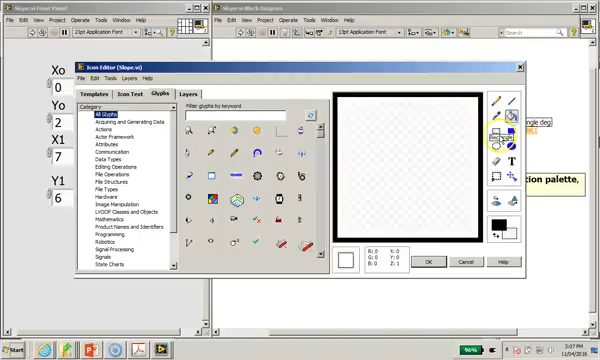 Slope.vi Front Panel
File Edit View Project Operate Tools Window Help
21pt Application Font
Xo
0
Yo
2
X1
7
Y1
6
Slope.vi Block Diagram
File Edit View Project Operate Tools Window Help
13pt Application Font
Search
ngle deg
tion palette,
Icon Editor (Slope.vi)
File Edit Tools Layers Help
Templates Icon Text Glyphs Layers
Category
All Glyphs
Acquiring and Generating Data
Actions
Actor Framework
Attributes
Communication
Data Types
Editing Operations
File Operations
File Structures
File Types
Hardware
Image Manipulation
LVOOP Classes and Objects
Mathematics
Product Names and Identifiers
Programming
Robotics
Signal Processing
Signals
State Charts
Filter glyphs by keyword
Rectangle
T
R: 0 X: 0
G: 0 Y: 0
B: 0 Z: 1
OK Cancel Help
Start
96%
3:07 PM
11/04/2016